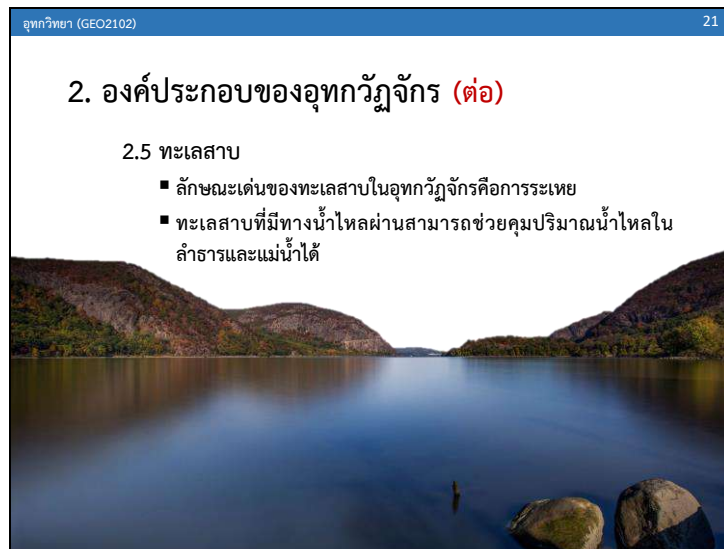 อุทกวิทยา (GEO2102)
21
2. องค์ประกอบของอุทกวัฏจักร (ต่อ)
2.5 ทะเลสาบ
▪ ลักษณะเด่นของทะเลสาบในอุทกวัฏจักรคือการระเหย
▪ ทะเลสาบที่มีทางน้ำไหลผ่านสามารถช่วยคุมปริมาณน้ำไหลใน
ลำธารและแม่น้ำได้